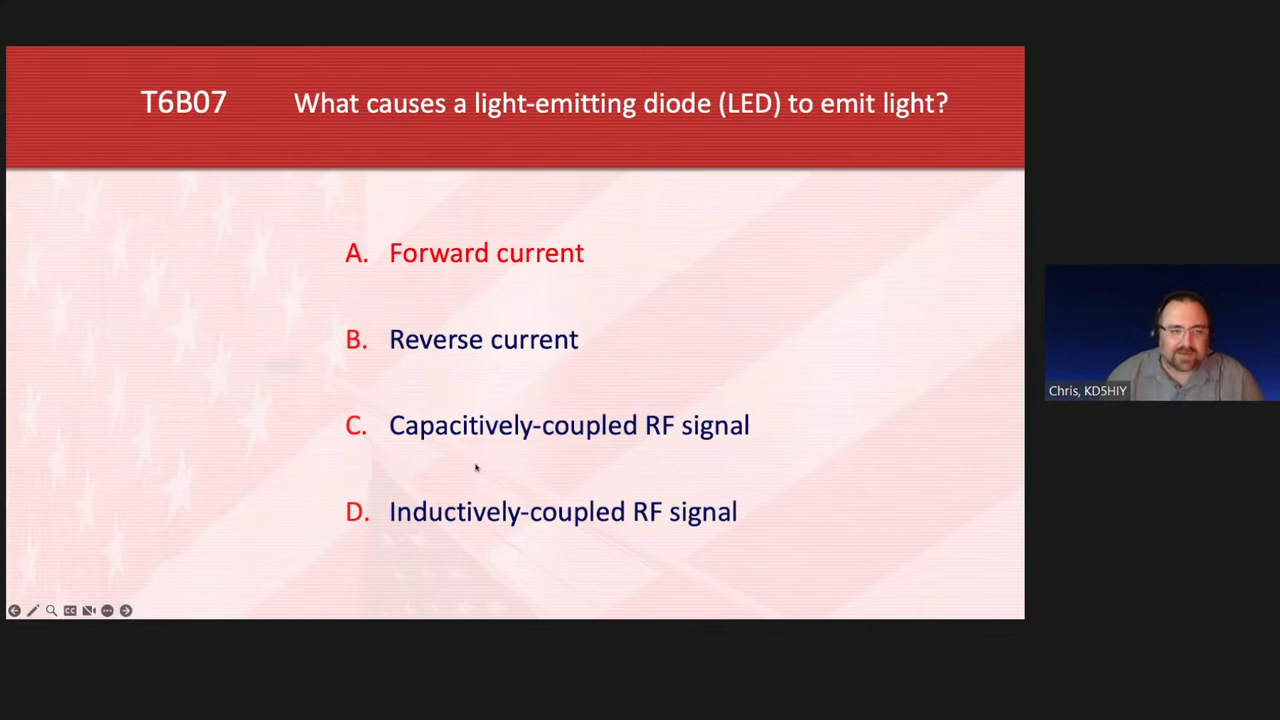 T6B07 What causes a light-emitting diode (LED) to emit light?
A. Forward current
B. Reverse current
C. Capacitively-coupled RF signal
D. Inductively-coupled RF signal
Chris, KD5HIY
CC